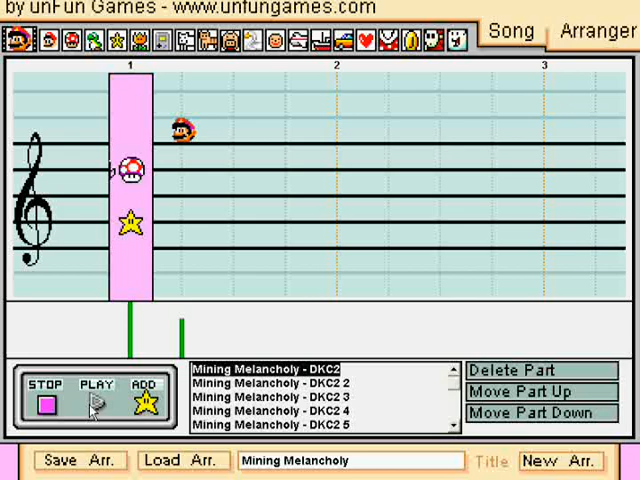 by unFun Games - www.unfungames.com
Song
Arranger
1 2 3
STOP PLAY ADD
Mining Melancholy - DKC2
Mining Melancholy - DKC2 2
Mining Melancholy - DKC2 3
Mining Melancholy - DKC2 4
Mining Melancholy - DKC2 5
Delete Part
Move Part Up
Move Part Down
Save Arr. Load Arr. Mining Melancholy Title New Arr.